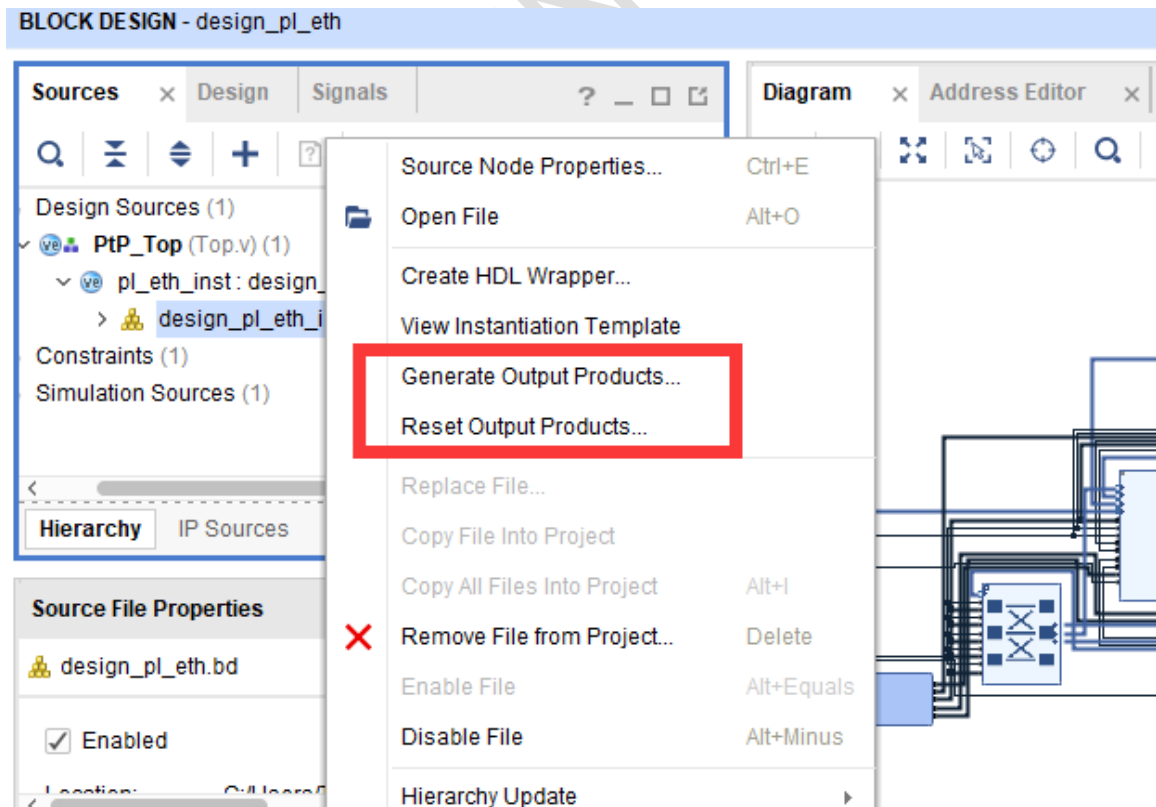 BLOCK DESIGN - design_pl_eth
Sources × Design Signals ? Diagram × Address Editor ×
Design Sources (1)
PtP_Top (Top.v) (1)
pl_eth_inst : design_
design_pl_eth_i
Constraints (1)
Simulation Sources (1)
Hierarchy IP Sources
Source File Properties
design_pl_eth.bd
Enabled
Location:
Source Node Properties... Ctrl+E
Open File Alt+O
Create HDL Wrapper...
View Instantiation Template
Generate Output Products...
Reset Output Products...
Replace File...
Copy File Into Project
Copy All Files Into Project Alt+I
Remove File from Project... Delete
Enable File Alt+Equals
Disable File Alt+Minus
Hierarchy Update